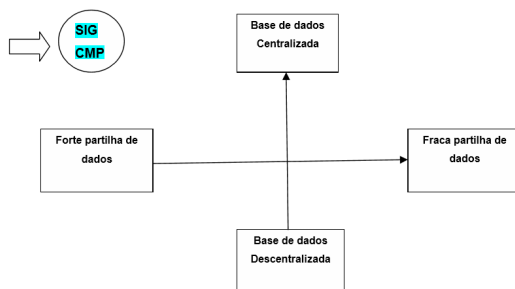 SIG
CMP
Base de dados
Centralizada
Forte partilha de
dados
Fraca partilha de
dados
Base de dados
Descentralizada